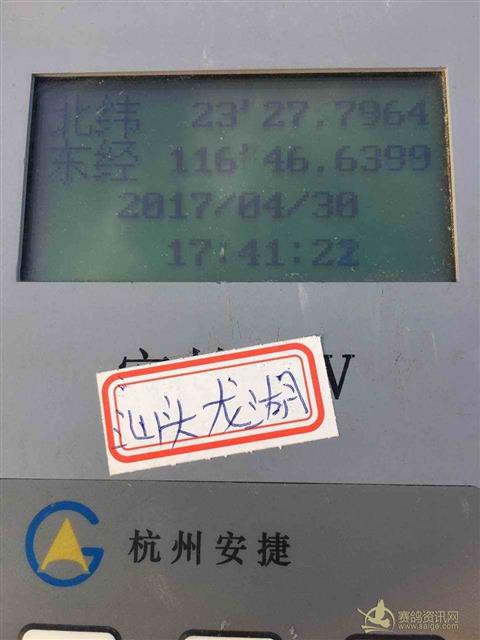 北纬 23'27.7964
东经 116'46.6399
2017/04/30
17:41:22
V
汕头龙湖
杭州安捷
赛鸽资讯网
www.saige.com